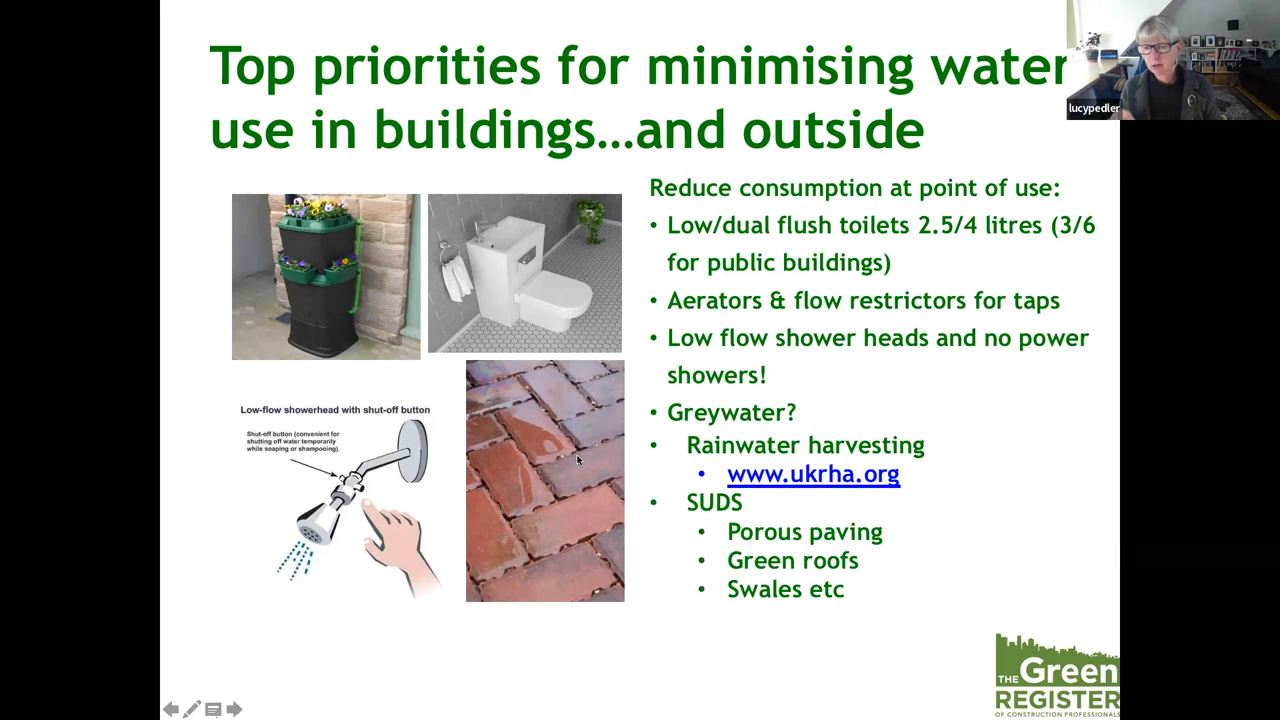 Top priorities for minimising water
use in buildings...and outside
lucypedler
Reduce consumption at point of use:
• Low/dual flush toilets 2.5/4 litres (3/6
for public buildings)
• Aerators & flow restrictors for taps
• Low flow shower heads and no power
showers!
• Greywater?
• Rainwater harvesting
• www.ukrha.org
• SUDS
• Porous paving
• Green roofs
• Swales etc
Low-flow showerhead with shut-off button
Shut-off button (convenient for
shutting off water temporarily
while soaping or shampooing).
THE Green
REGISTER
OF CONSTRUCTION PROFESSIONALS